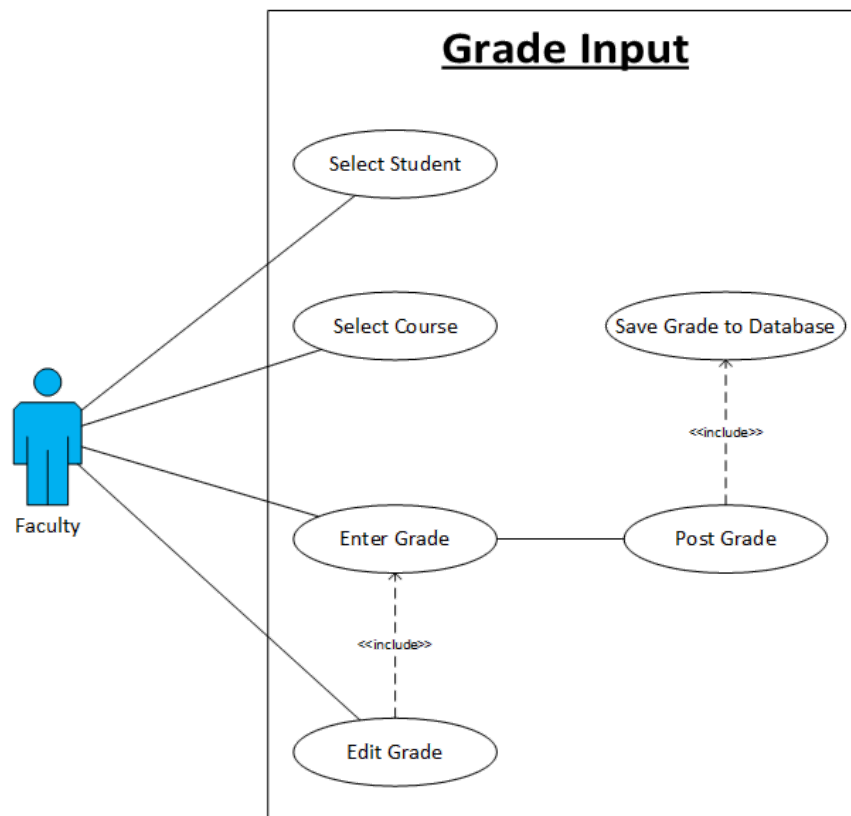 Grade Input
Select Student
Select Course
Save Grade to Database
<<include>>
Faculty
Enter Grade
Post Grade
<<include>>
Edit Grade